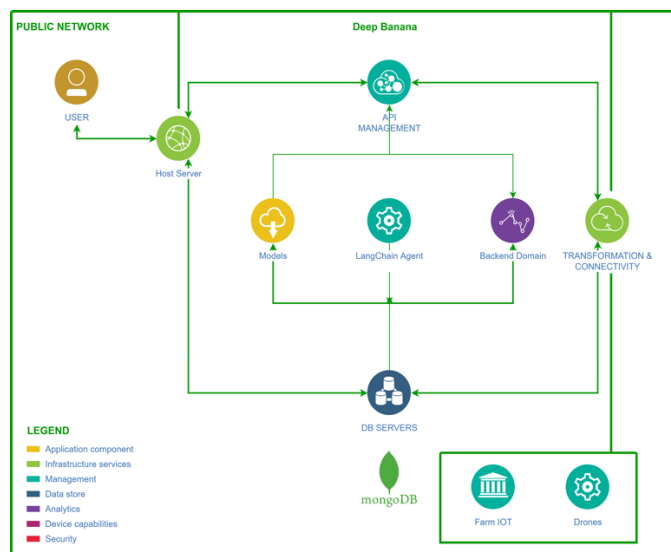 PUBLIC NETWORK
Deep Banana
USER
API
MANAGEMENT
Host Server
Models
LangChain Agent
Backend Domain
TRANSFORMATION &
CONNECTIVITY
DB SERVERS
LEGEND
Application component
Infrastructure services
Management
Data store
Analytics
Device capabilities
Security
mongoDB
Farm IOT
Drones